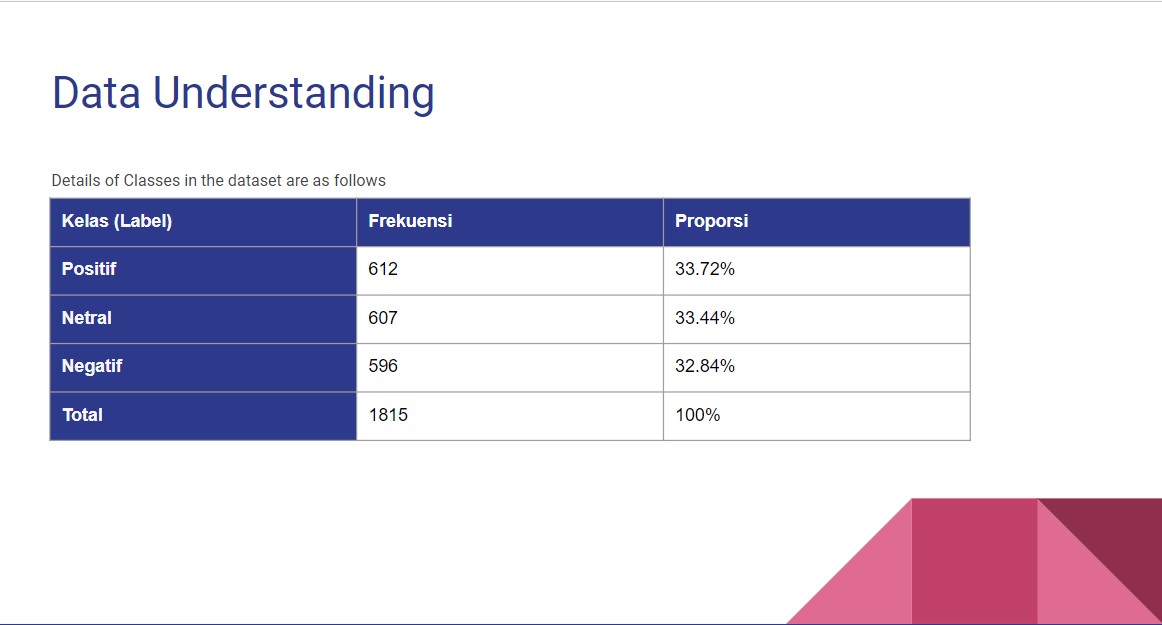 Data Understanding
Details of Classes in the dataset are as follows
Kelas (Label) Frekuensi Proporsi
Positif 612 33.72%
Netral 607 33.44%
Negatif 596 32.84%
Total 1815 100%